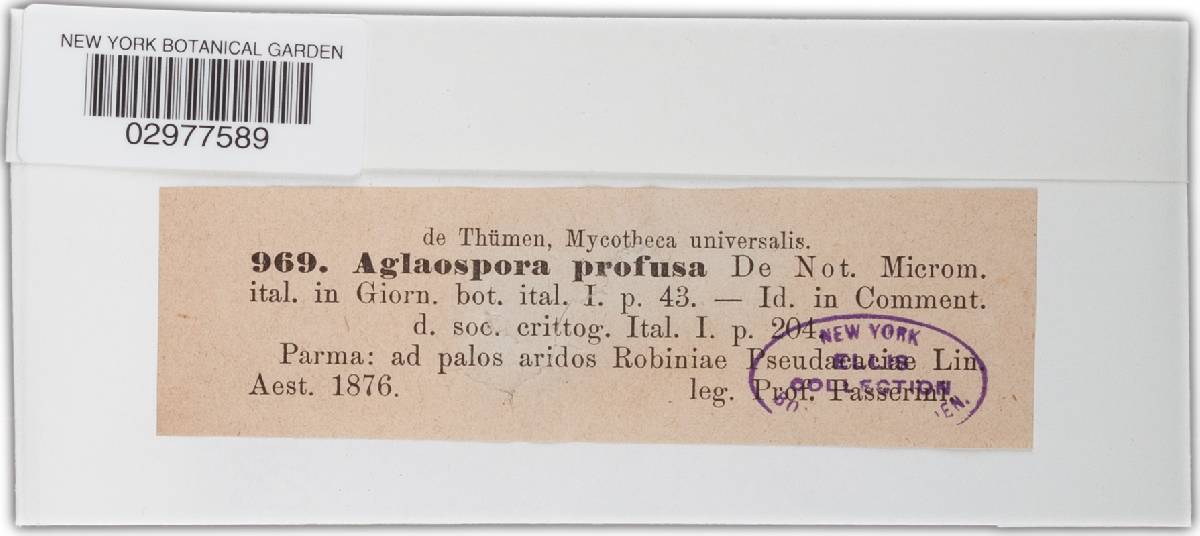 NEW YORK BOTANICAL GARDEN
02977589
de Thümen, Mycotheca universalis.
969. Aglaospora profusa De Not. Microm.
ital. in Giorn. bot. ital. I. p. 43. — Id. in Comment.
d. soc. crittog. Ital. I. p. 204.
Parma: ad palos aridos Robiniae Pseudacaciae Lin.
Aest. 1876. leg. Prof. Passerini.
NEW YORK
ELLIS
COLLECTION